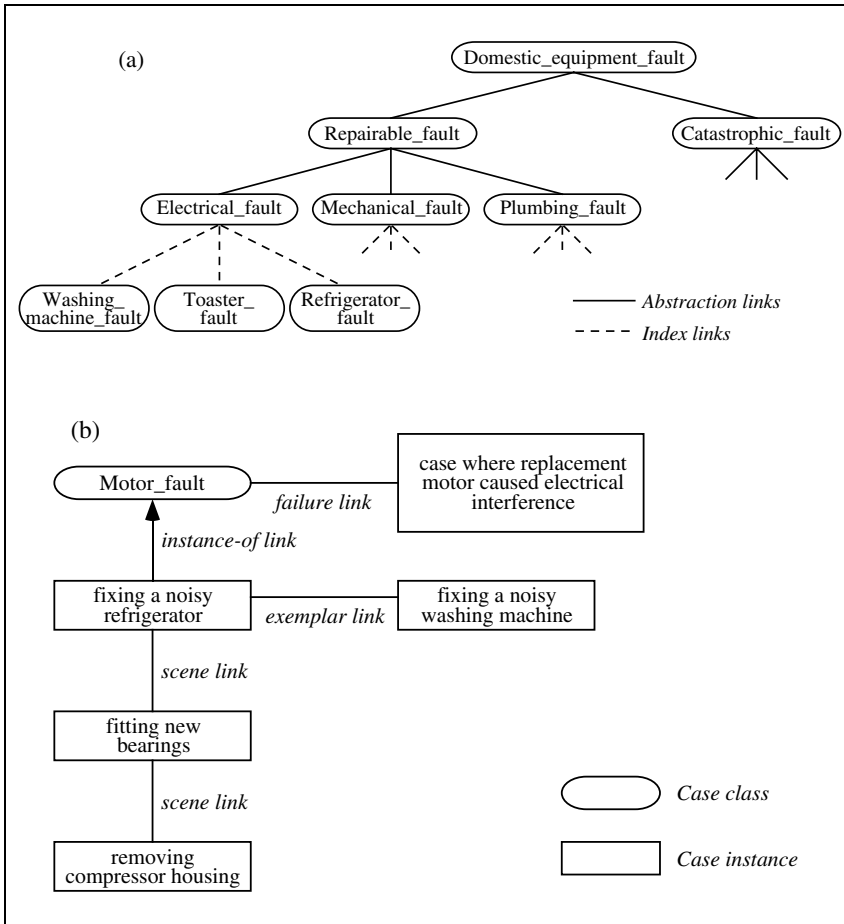 (a)
Domestic_equipment_fault
Repairable_fault
Catastrophic_fault
Electrical_fault
Mechanical_fault
Plumbing_fault
Washing_
machine_fault
Toaster_
fault
Refrigerator_
fault
Abstraction links
Index links
(b)
Motor_fault
failure link
case where replacement
motor caused electrical
interference
instance-of link
fixing a noisy
refrigerator
exemplar link
fixing a noisy
washing machine
scene link
fitting new
bearings
scene link
removing
compressor housing
Case class
Case instance